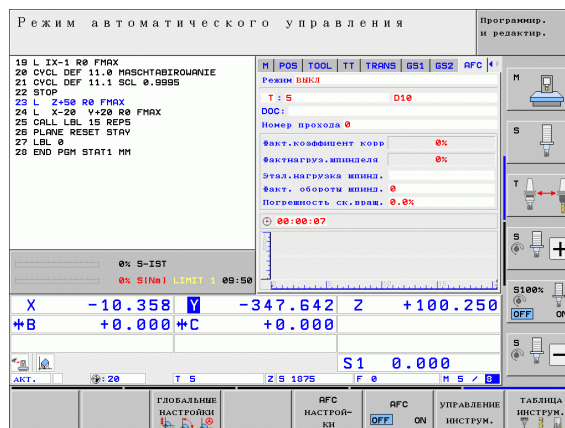 Режим автоматического управления
Программир.
и редактир.
19 L IX-1 R0 FMAX
20 CYCL DEF 11.0 MASCHTABIROWANIE
21 CYCL DEF 11.1 SCL 0.9995
22 STOP
23 L Z+50 R0 FMAX
24 L X-20 Y+20 R0 FMAX
25 CALL LBL 15 REP5
26 PLANE RESET STAY
27 LBL 0
28 END PGM STAT1 MM
M POS TOOL TT TRANS GS1 GS2 AFC
Режим ВЫКЛ
T : 5 D10
DOC:
Номер прохода 0
Факт.коэффицент корр 0%
Фактнагруз.шпинделя 0%
Этал.нагрузка шпинд.
Факт. обороты шпинд. 0
Погрешность ск.вращ. 0.0%
00:00:07
0% S-IST
0% S[Nm] LIMIT 1 09:50
X -10.358 Y -347.642 Z +100.250
B +0.000 C +0.000
S1 0.000
АКТ. : 20 T 5 Z S 1875 F 0 M 5 / 8
M
S
T
S
S100%
OFF ON
S
ГЛОБАЛЬНЫЕ
НАСТРОЙКИ
AFC
НАСТРОЙ-
КИ
AFC
OFF ON
УПРАВЛЕНИЕ
ИНСТРУМ.
ТАБЛИЦА
ИНСТРУМ.